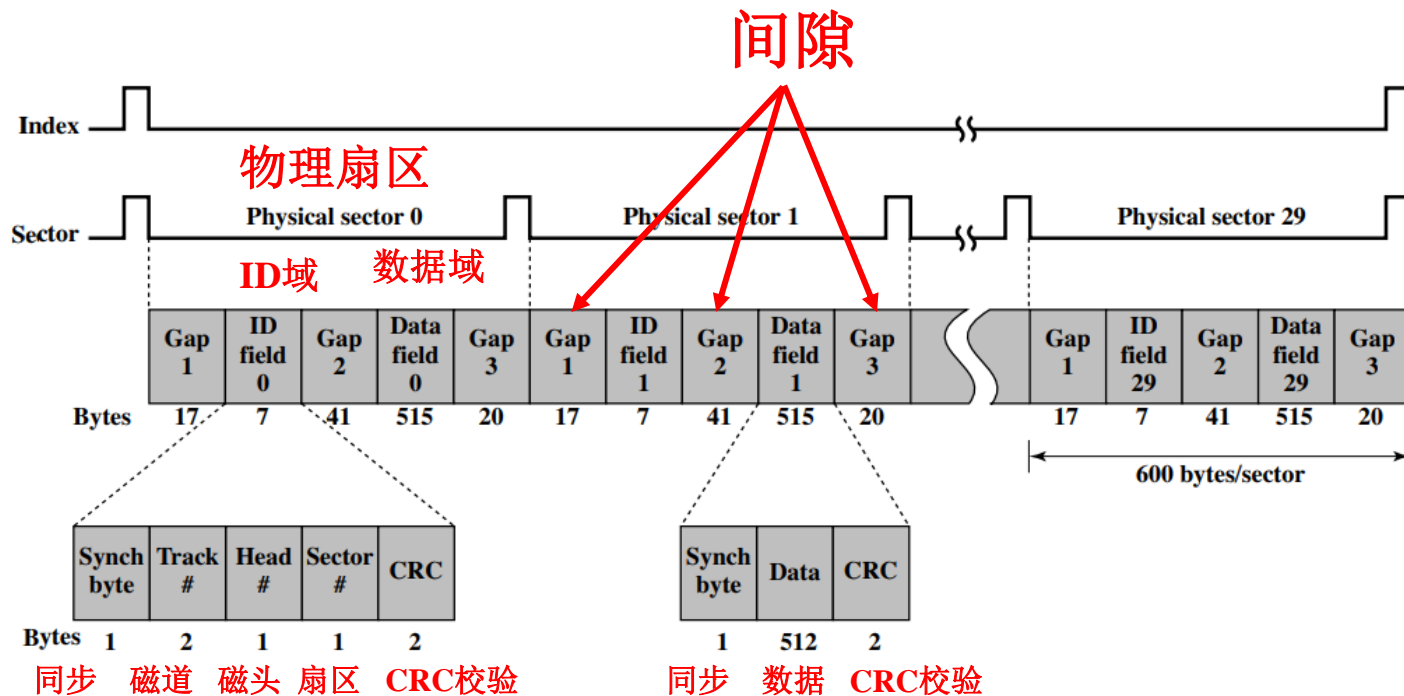 间隙
Index
物理扇区
Physical sector 0
Physical sector 1
Physical sector 29
Sector
ID域
数据域
Gap 1
ID field 0
Gap 2
Data field 0
Gap 3
Gap 1
ID field 1
Gap 2
Data field 1
Gap 3
Gap 1
ID field 29
Gap 2
Data field 29
Gap 3
Bytes 17 7 41 515 20 17 7 41 515 20 17 7 41 515 20
600 bytes/sector
Synch byte
Track #
Head #
Sector #
CRC
Synch byte
Data
CRC
Bytes 1 2 1 1 2 1 512 2
同步 磁道 磁头 扇区 CRC校验 同步 数据 CRC校验